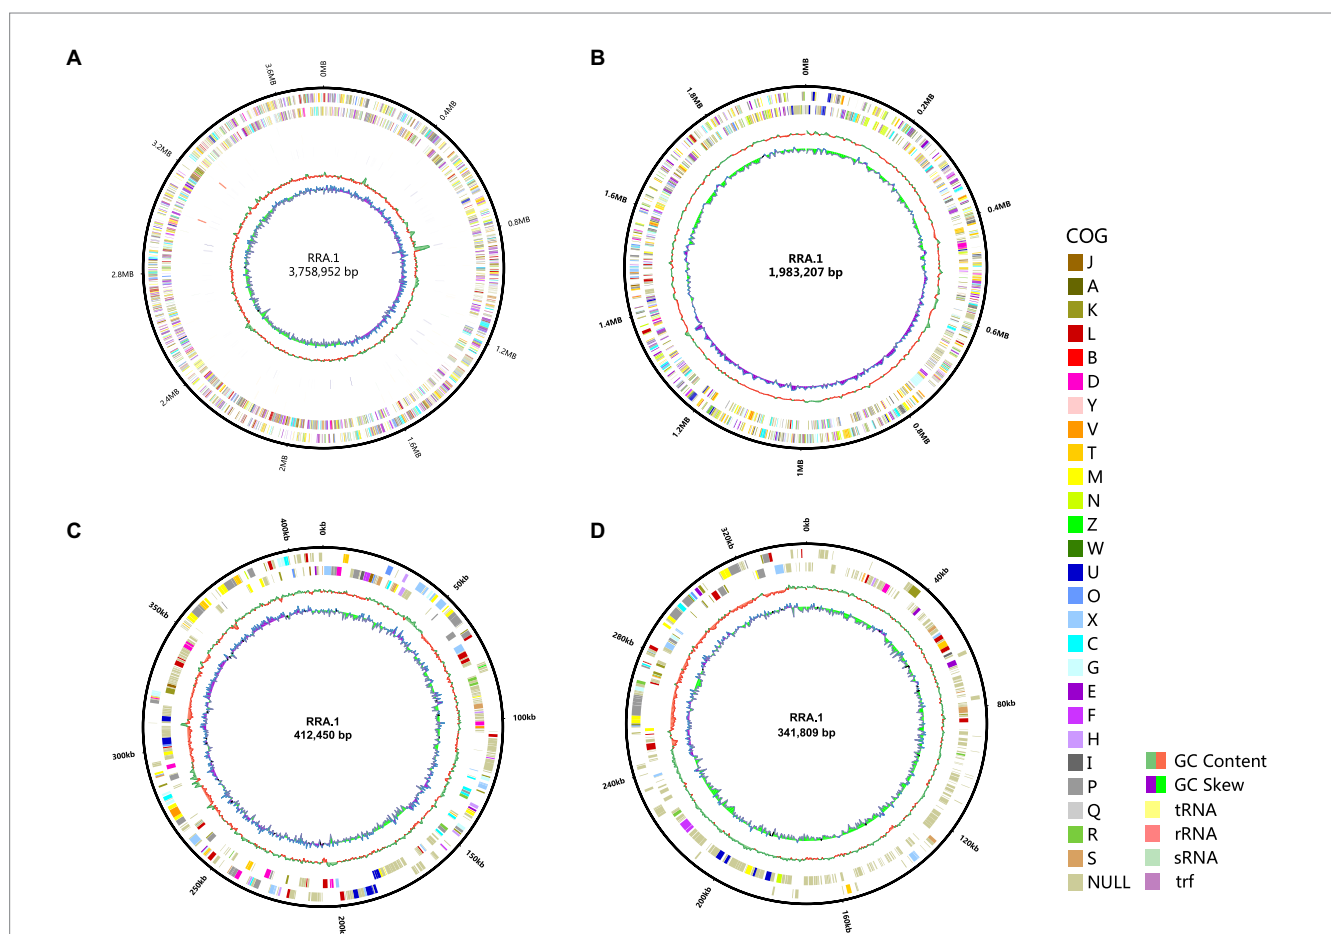 A
0MB
0.4MB
0.8MB
1.2MB
1.6MB
2MB
2.4MB
2.8MB
3.2MB
3.6MB
RRA.1
3,758,952 bp
B
0MB
0.2MB
0.4MB
0.6MB
0.8MB
1MB
1.2MB
1.4MB
1.6MB
1.8MB
RRA.1
1,983,207 bp
C
0kb
50kb
100kb
150kb
200kb
250kb
300kb
350kb
400kb
RRA.1
412,450 bp
D
0kb
40kb
80kb
120kb
160kb
200kb
240kb
280kb
320kb
RRA.1
341,809 bp
COG
J
A
K
L
B
D
Y
V
T
M
N
Z
W
U
O
X
C
G
E
F
H
I
P
Q
R
S
NULL
GC Content
GC Skew
tRNA
rRNA
sRNA
trf